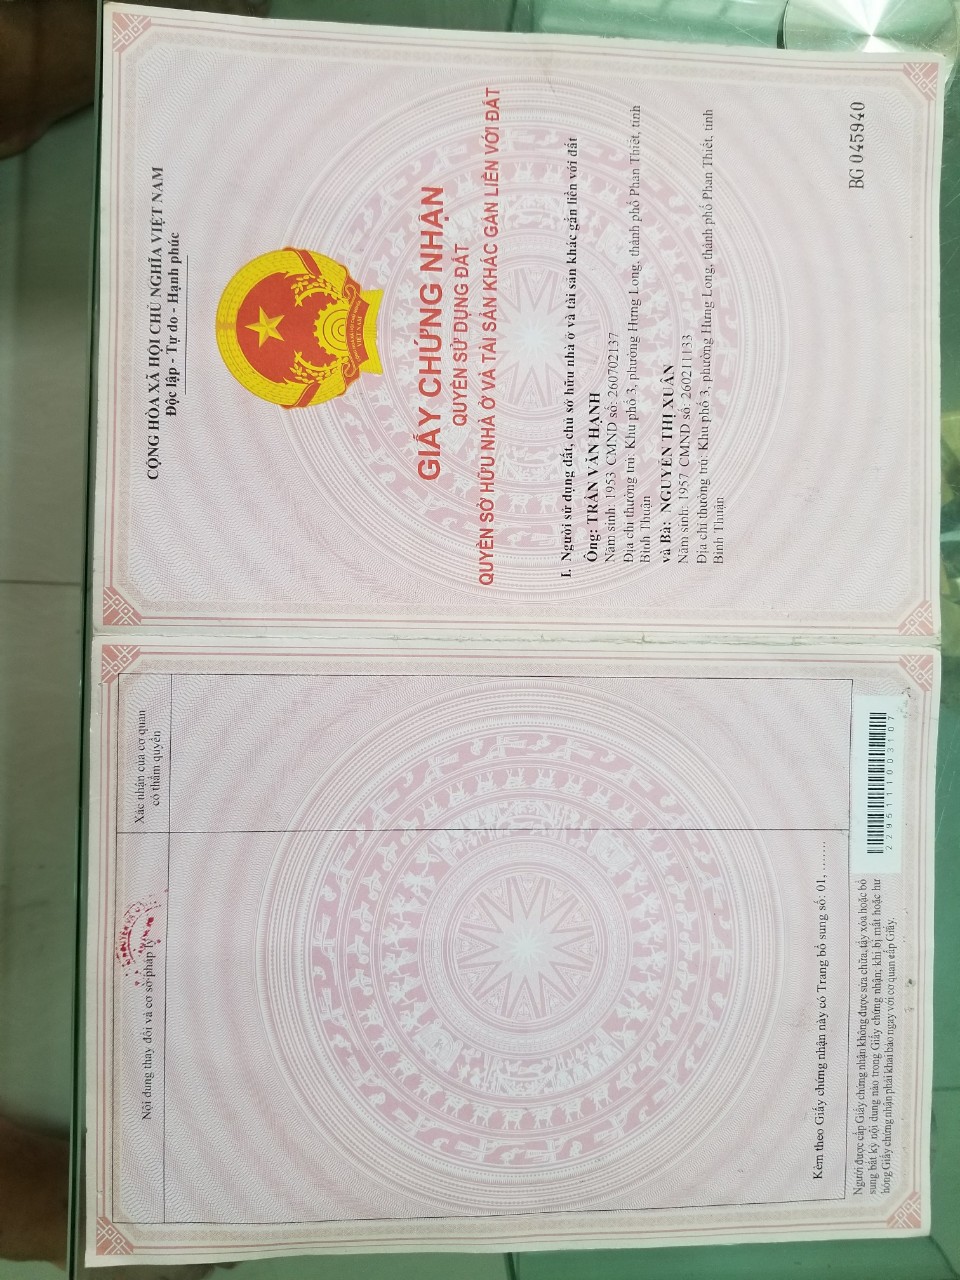 CỘNG HÒA XÃ HỘI CHỦ NGHĨA VIỆT NAM
Độc lập - Tự do - Hạnh phúc
GIẤY CHỨNG NHẬN
QUYỀN SỬ DỤNG ĐẤT
QUYỀN SỞ HỮU NHÀ Ở VÀ TÀI SẢN KHÁC GẮN LIỀN VỚI ĐẤT
I. Người sử dụng đất, chủ sở hữu nhà ở và tài sản khác gắn liền với đất
Ông: TRẦN VĂN HẠNH
Năm sinh: 1953 CMND số: 260702137
Địa chỉ thường trú: Khu phố 3, phường Hưng Long, thành phố Phan Thiết, tỉnh
Bình Thuận
và Bà: NGUYỄN THỊ XUÂN
Năm sinh: 1957 CMND số: 260211133
Địa chỉ thường trú: Khu phố 3, phường Hưng Long, thành phố Phan Thiết, tỉnh
Bình Thuận
BG 045940
Nội dung thay đổi và cơ sở pháp lý
Xác nhận của cơ quan
có thẩm quyền
Kèm theo Giấy chứng nhận này có Trang bổ sung số: 01, .......
Người được cấp Giấy chứng nhận không được sửa chữa, tẩy xóa hoặc bổ
sung bất kỳ nội dung nào trong Giấy chứng nhận; khi bị mất hoặc hư
hỏng Giấy chứng nhận phải khai báo ngay với cơ quan cấp Giấy.
2295111003107